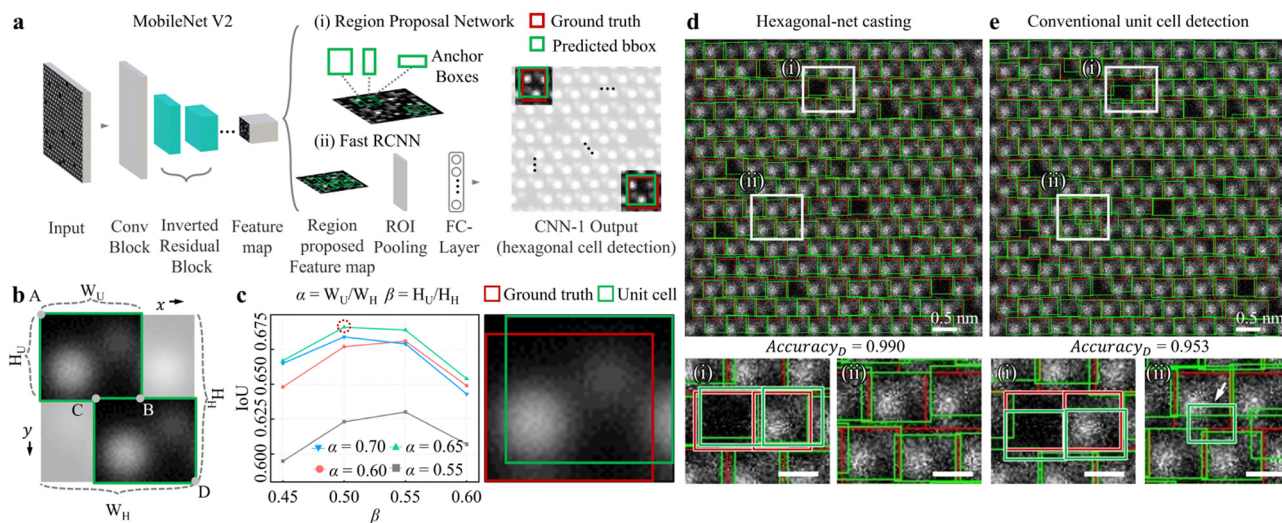 a
MobileNet V2
Input
Conv
Block
Inverted
Residual
Block
Feature
map
(i) Region Proposal Network
Anchor
Boxes
(ii) Fast RCNN
Region
proposed
Feature map
ROI
Pooling
FC-
Layer
Ground truth
Predicted bbox
CNN-1 Output
(hexagonal cell detection)
b
A
W_U
x
H_U
C
B
H_H
y
D
W_H
c
α = W_U/W_H β = H_U/H_H
0.675
0.650
0.625
0.600
IoU
α = 0.70
α = 0.65
α = 0.60
α = 0.55
0.45
0.50
0.55
0.60
β
Ground truth
Unit cell
d
Hexagonal-net casting
(i)
(ii)
0.5 nm
Accuracy_D = 0.990
(i)
(ii)
e
Conventional unit cell detection
(i)
(ii)
0.5 nm
Accuracy_D = 0.953
(i)
(ii)